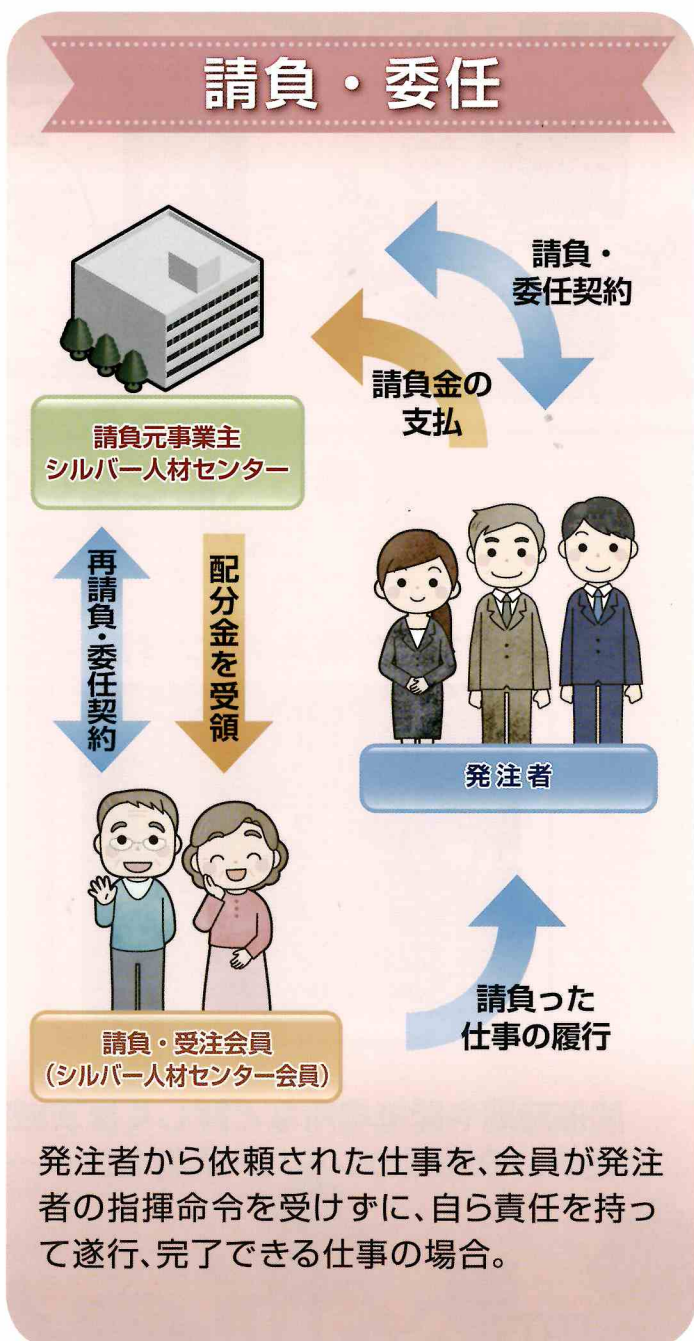 請負・委任
請負・
委任契約
請負金の
支払
請負元事業主
シルバー人材センター
再請負・委任契約
配分金を受領
発注者
請負った
仕事の履行
請負・受注会員
（シルバー人材センター会員）
発注者から依頼された仕事を、会員が発注
者の指揮命令を受けずに、自ら責任を持っ
て遂行、完了できる仕事の場合。